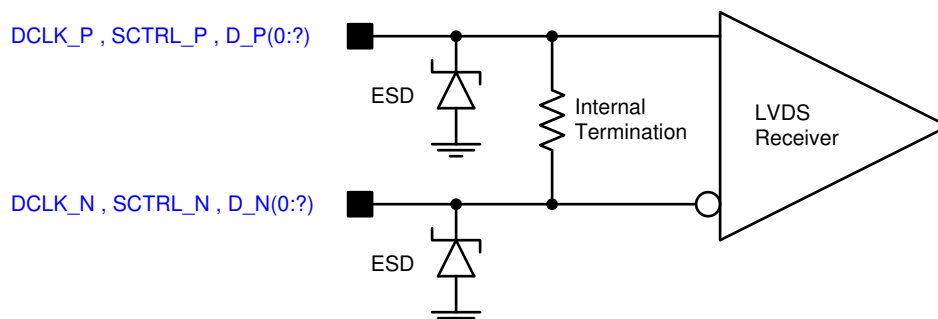 DCLK_P , SCTRL_P , D_P(0:?)
ESD
Internal
Termination
LVDS
Receiver
DCLK_N , SCTRL_N , D_N(0:?)
ESD